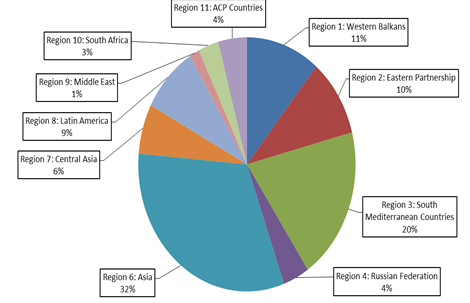 Region 11: ACP Countries
4%
Region 1: Western Balkans
11%
Region 10: South Africa
3%
Region 2: Eastern Partnership
10%
Region 9: Middle East
1%
Region 8: Latin America
9%
Region 7: Central Asia
6%
Region 3: South
Mediterranean Countries
20%
Region 6: Asia
32%
Region 4: Russian Federation
4%